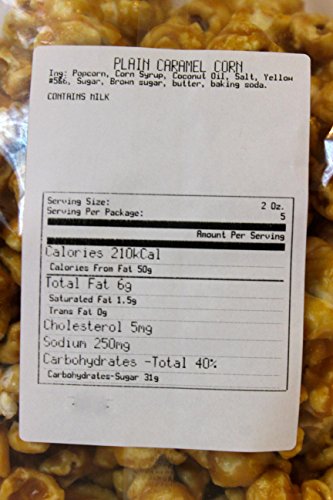 PLAIN CARAMEL CORN
Ing: Popcorn, Corn Syrup, Coconut Oil, Salt, Yellow
#5&6, Sugar, Brown sugar, butter, baking soda.
CONTAINS MILK
Serving Size: 2 Oz.
Serving Per Package: 5
Amount Per Serving
Calories 210kCal
Calories From Fat 50g
Total Fat 6g
Saturated Fat 1.5g
Trans Fat 0g
Cholesterol 5mg
Sodium 250mg
Carbohydrates -Total 40%
Carbohydrates-Sugar 31g